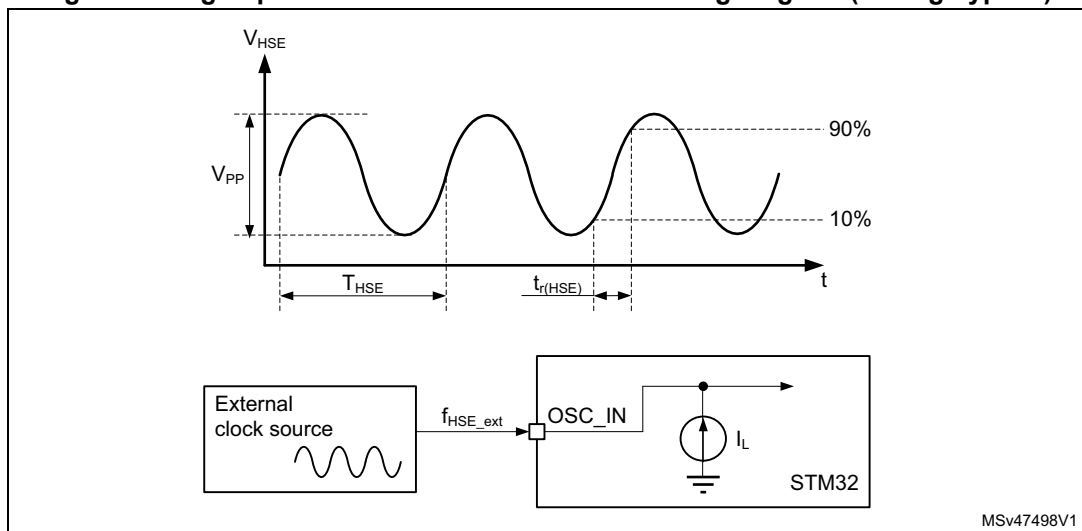 V_HSE
90%
V_PP
10%
t
T_HSE
t_r(HSE)
External
clock source
f_HSE_ext
OSC_IN
I_L
STM32
MSv47498V1